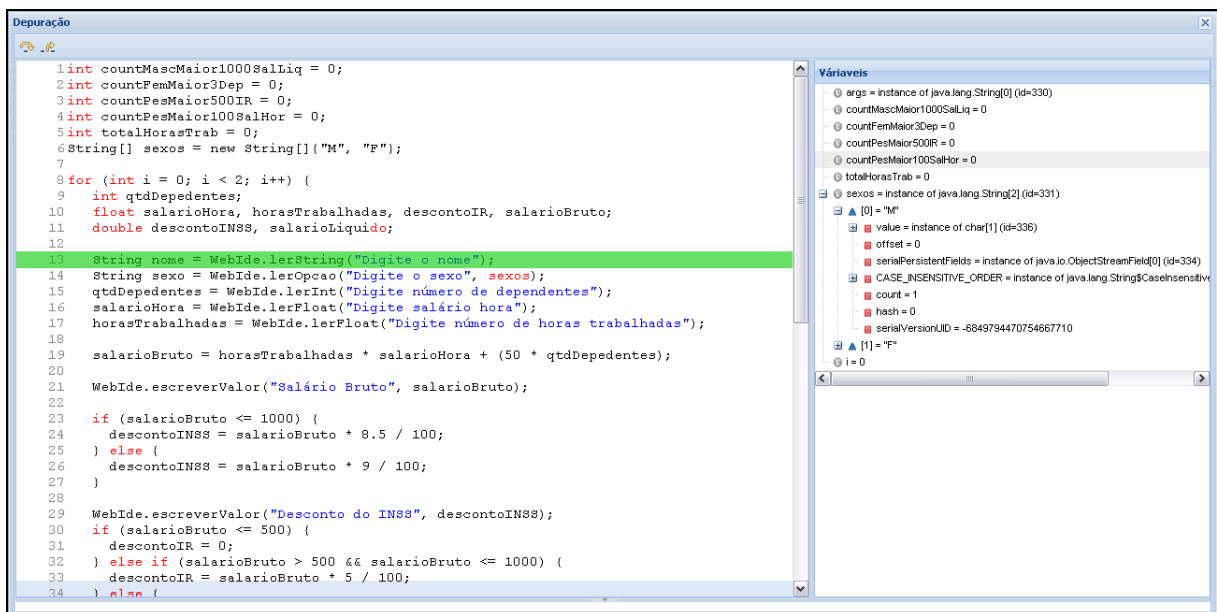 Depuração
1 int countMascMaior1000SalLiq = 0;
2 int countFemMaior3Dep = 0;
3 int countPesMaior500IR = 0;
4 int countPesMaior100SalHor = 0;
5 int totalHorasTrab = 0;
6 String[] sexos = new String[]{"M", "F"};
7
8 for (int i = 0; i < 2; i++) {
9 int qtdDepedentes;
10 float salarioHora, horasTrabalhadas, descontoIR, salarioBruto;
11 double descontoINSS, salarioLiquido;
12
13 String nome = WebIde.lerString("Digite o nome");
14 String sexo = WebIde.lerOpcao("Digite o sexo", sexos);
15 qtdDepedentes = WebIde.lerInt("Digite número de dependentes");
16 salarioHora = WebIde.lerFloat("Digite salário hora");
17 horasTrabalhadas = WebIde.lerFloat("Digite número de horas trabalhadas");
18
19 salarioBruto = horasTrabalhadas * salarioHora + (50 * qtdDepedentes);
20
21 WebIde.escreverValor("Salário Bruto", salarioBruto);
22
23 if (salarioBruto <= 1000) {
24 descontoINSS = salarioBruto * 8.5 / 100;
25 } else {
26 descontoINSS = salarioBruto * 9 / 100;
27 }
28
29 WebIde.escreverValor("Desconto do INSS", descontoINSS);
30 if (salarioBruto <= 500) {
31 descontoIR = 0;
32 } else if (salarioBruto > 500 && salarioBruto <= 1000) {
33 descontoIR = salarioBruto * 5 / 100;
34 } else {
Váriaveis
args = instance of java.lang.String[0] (id=330)
countMascMaior1000SalLiq = 0
countFemMaior3Dep = 0
countPesMaior500IR = 0
countPesMaior100SalHor = 0
totalHorasTrab = 0
sexos = instance of java.lang.String[2] (id=331)
[0] = "M"
value = instance of char[1] (id=336)
offset = 0
serialPersistentFields = instance of java.io.ObjectStreamField[0] (id=334)
CASE_INSENSITIVE_ORDER = instance of java.lang.String$CaseInsensitive
count = 1
hash = 0
serialVersionUID = -6849794470754667710
[1] = "F"
i = 0